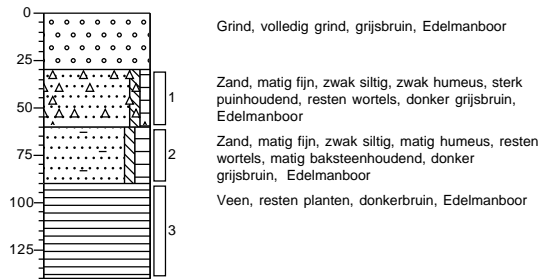 0
Grind, volledig grind, grijsbruin, Edelmanboor
25
Zand, matig fijn, zwak siltig, zwak humeus, sterk
puinhoudend, resten wortels, donker grijsbruin,
Edelmanboor
1
50
Zand, matig fijn, zwak siltig, matig humeus, resten
wortels, matig baksteenhoudend, donker
grijsbruin, Edelmanboor
2
75
Veen, resten planten, donkerbruin, Edelmanboor
100
3
125